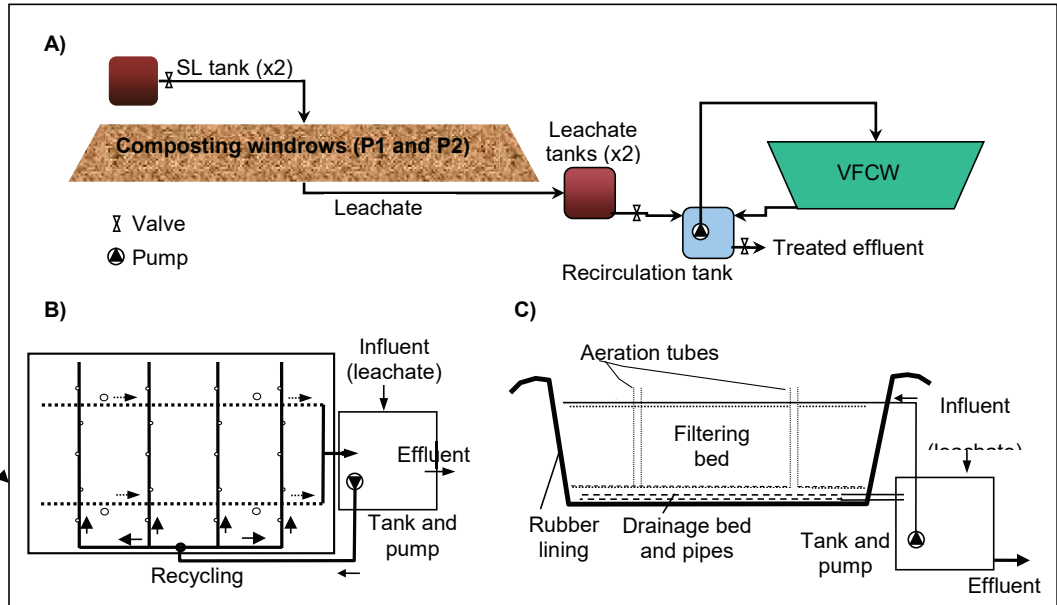 A)
SL tank (x2)
Composting windrows (P1 and P2)
Leachate
tanks (x2)
VFCW
Leachate
Valve
Pump
Treated effluent
Recirculation tank
B)
Influent
(leachate)
Effluent
Tank and
pump
Recycling
C)
Aeration tubes
Influent
(leachate)
Filtering
bed
Rubber
lining
Drainage bed
and pipes
Tank and
pump
Effluent